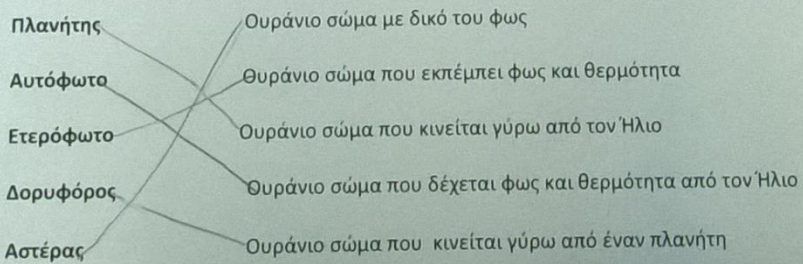 Πλανήτης Ουράνιο σώμα με δικό του φως
Αυτόφωτο Ουράνιο σώμα που εκπέμπει φως και θερμότητα
Ετερόφωτο Ουράνιο σώμα που κινείται γύρω από τον Ήλιο
Δορυφόρος Ουράνιο σώμα που δέχεται φως και θερμότητα από τον Ήλιο
Αστέρας Ουράνιο σώμα που κινείται γύρω από έναν πλανήτη